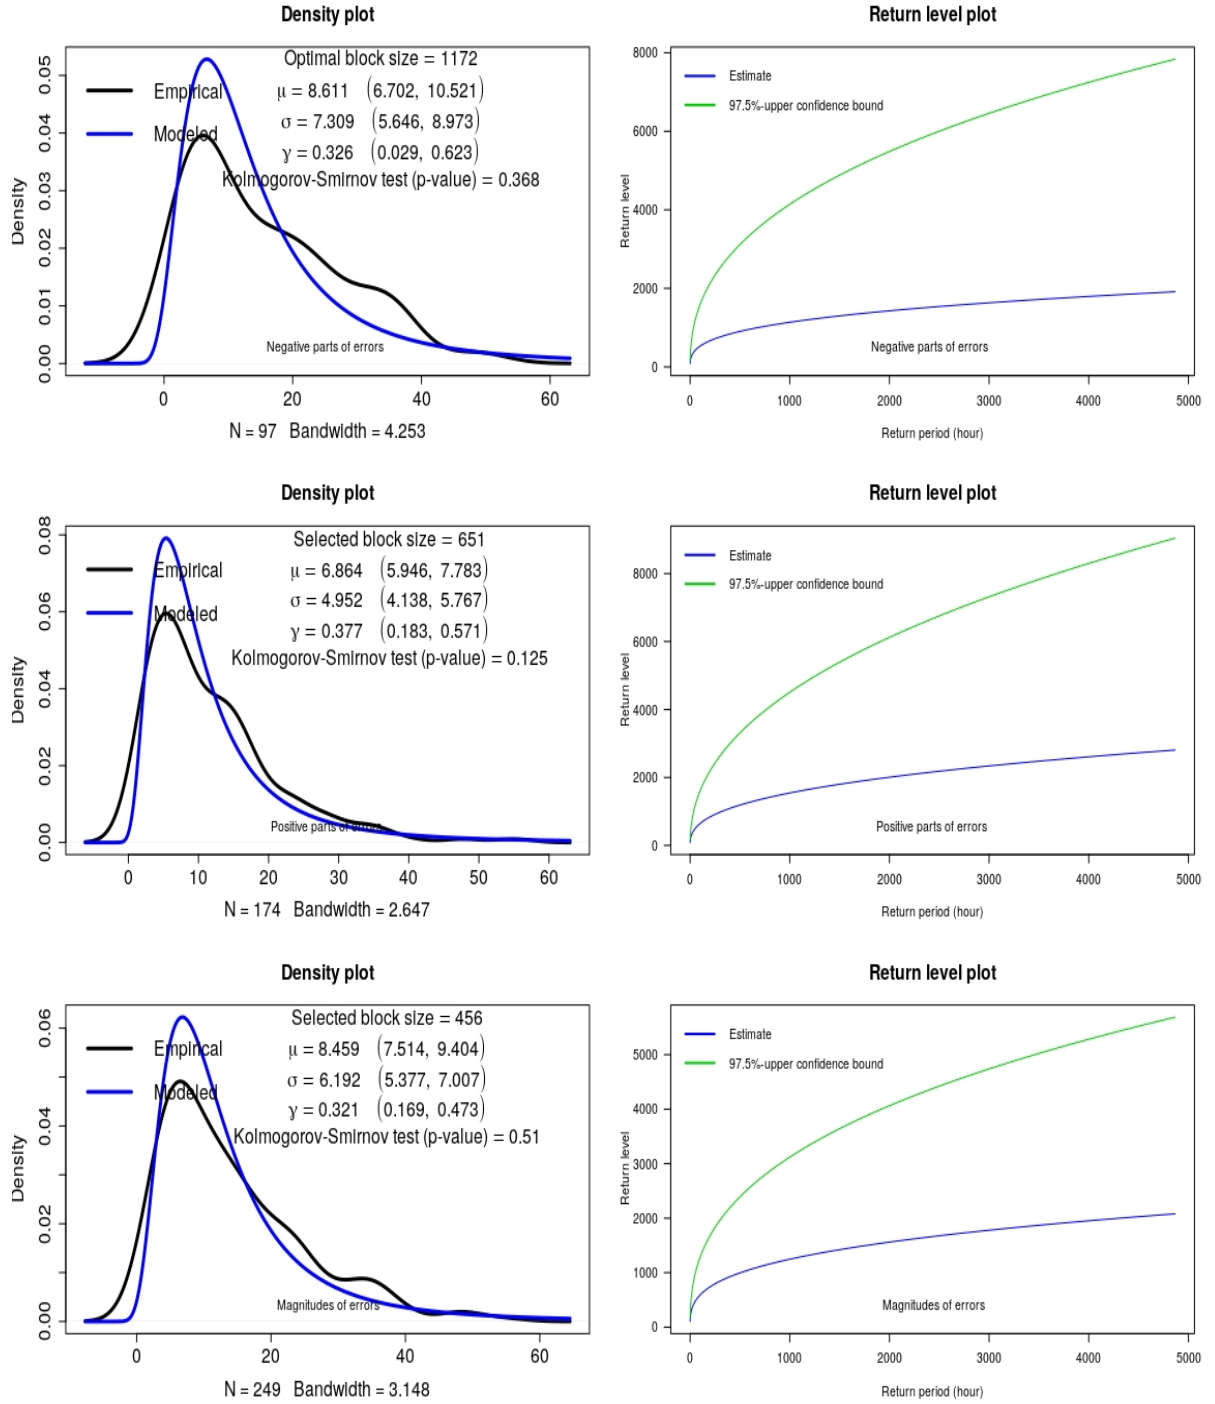 Density plot
Optimal block size = 1172
Empirical
Modeled
μ = 8.611 (6.702, 10.521)
σ = 7.309 (5.646, 8.973)
γ = 0.326 (0.029, 0.623)
Kolmogorov-Smirnov test (p-value) = 0.368
Density
0.00
0.01
0.02
0.03
0.04
0.05
Negative parts of errors
0 20 40 60
N = 97 Bandwidth = 4.253
Return level plot
Estimate
97.5%-upper confidence bound
Return level
8000
6000
4000
2000
0
Negative parts of errors
0 1000 2000 3000 4000 5000
Return period (hour)
Density plot
Selected block size = 651
Empirical
Modeled
μ = 6.864 (5.946, 7.783)
σ = 4.952 (4.138, 5.767)
γ = 0.377 (0.183, 0.571)
Kolmogorov-Smirnov test (p-value) = 0.125
Density
0.00
0.02
0.04
0.06
0.08
Positive parts of errors
0 10 20 30 40 50 60
N = 174 Bandwidth = 2.647
Return level plot
Estimate
97.5%-upper confidence bound
Return level
8000
6000
4000
2000
0
Positive parts of errors
0 1000 2000 3000 4000 5000
Return period (hour)
Density plot
Selected block size = 456
Empirical
Modeled
μ = 8.459 (7.514, 9.404)
σ = 6.192 (5.377, 7.007)
γ = 0.321 (0.169, 0.473)
Kolmogorov-Smirnov test (p-value) = 0.51
Density
0.00
0.02
0.04
0.06
Magnitudes of errors
0 20 40 60
N = 249 Bandwidth = 3.148
Return level plot
Estimate
97.5%-upper confidence bound
Return level
5000
4000
3000
2000
1000
0
Magnitudes of errors
0 1000 2000 3000 4000 5000
Return period (hour)